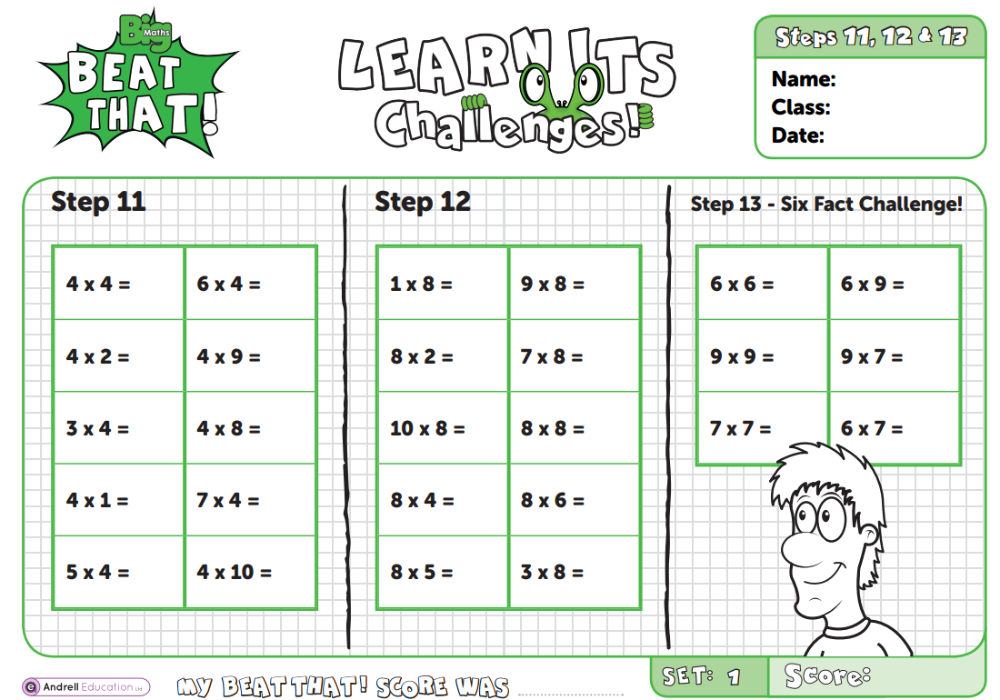 Big
Maths
BEAT
THAT!
LEARN ITS
Challenges!
Steps 11, 12 & 13
Name:
Class:
Date:
Step 11
4 x 4 = 6 x 4 =
4 x 2 = 4 x 9 =
3 x 4 = 4 x 8 =
4 x 1 = 7 x 4 =
5 x 4 = 4 x 10 =
Step 12
1 x 8 = 9 x 8 =
8 x 2 = 7 x 8 =
10 x 8 = 8 x 8 =
8 x 4 = 8 x 6 =
8 x 5 = 3 x 8 =
Step 13 - Six Fact Challenge!
6 x 6 = 6 x 9 =
9 x 9 = 9 x 7 =
7 x 7 = 6 x 7 =
e Andrell Education Ltd
MY BEAT THAT! SCORE WAS ........................
SET: 1 Score: